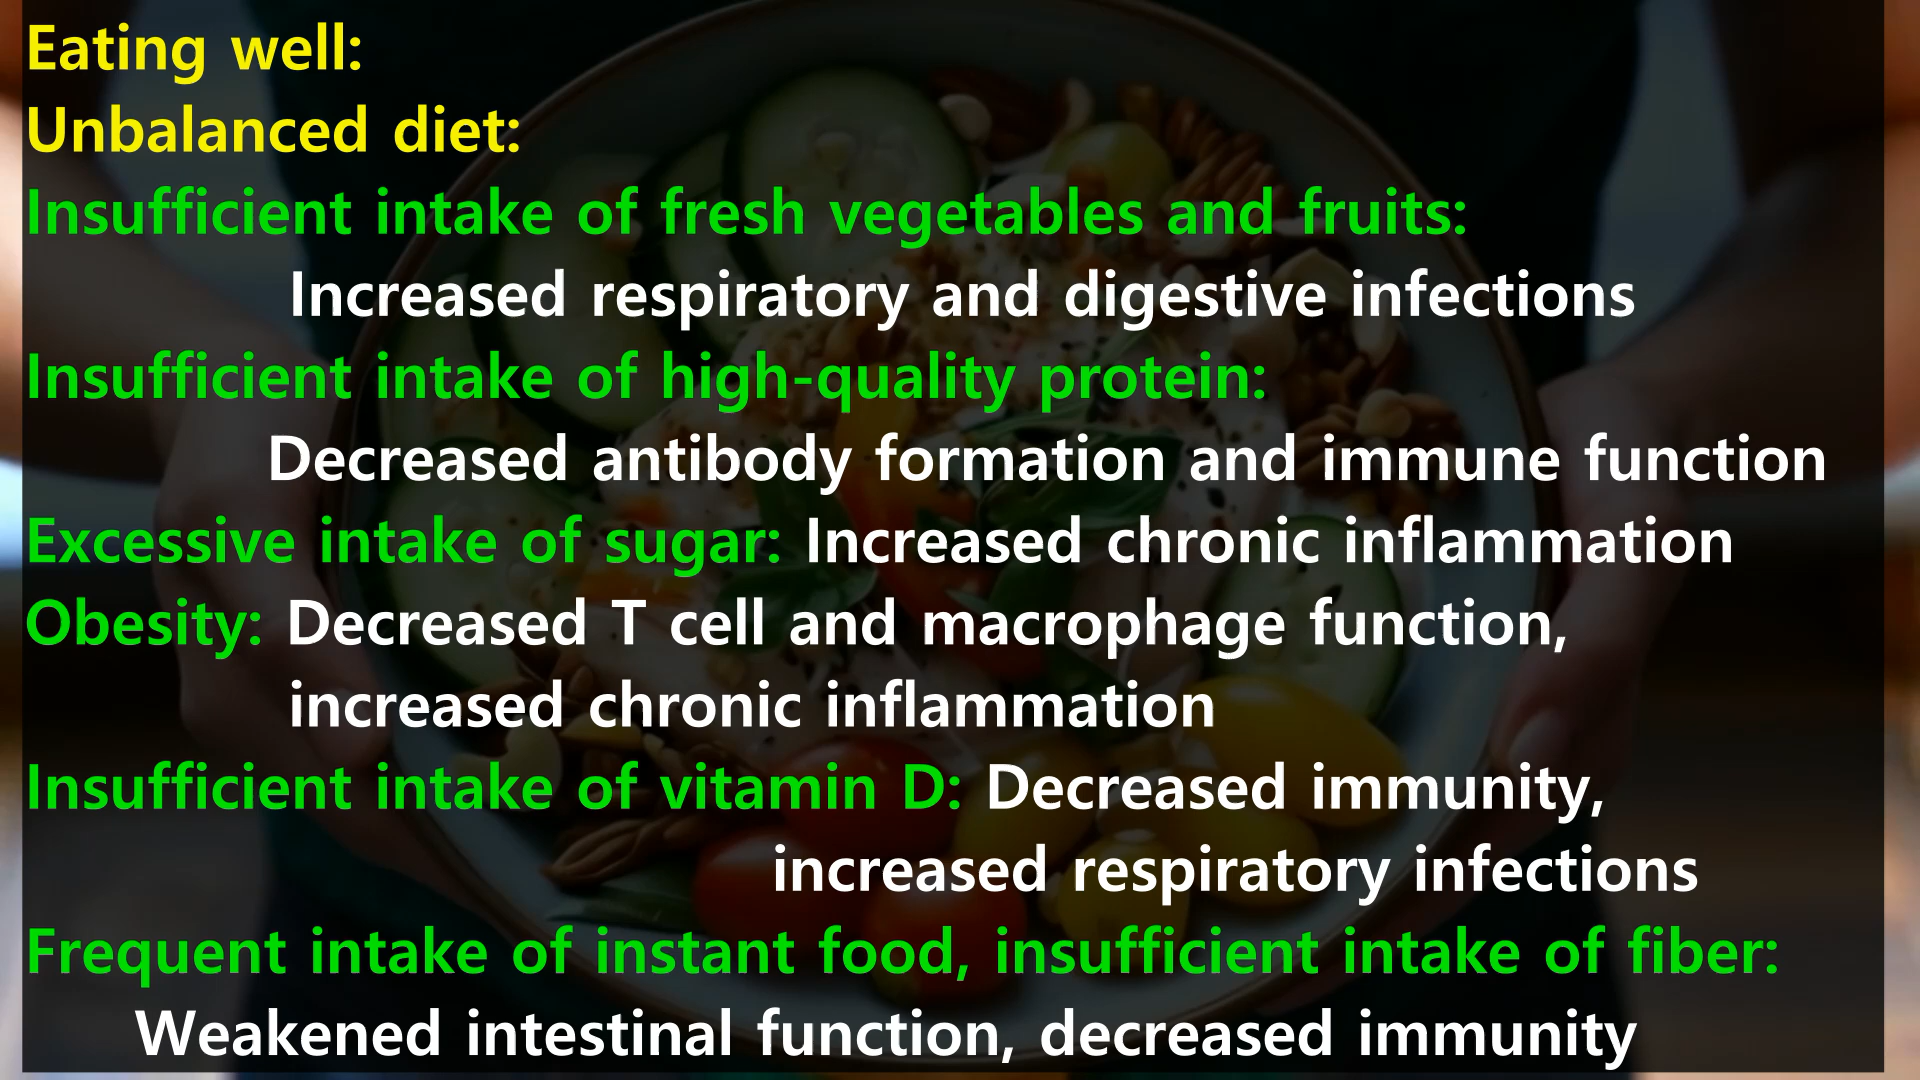 Eating well:
Unbalanced diet:
Insufficient intake of fresh vegetables and fruits:
Increased respiratory and digestive infections
Insufficient intake of high-quality protein:
Decreased antibody formation and immune function
Excessive intake of sugar: Increased chronic inflammation
Obesity: Decreased T cell and macrophage function,
increased chronic inflammation
Insufficient intake of vitamin D: Decreased immunity,
increased respiratory infections
Frequent intake of instant food, insufficient intake of fiber:
Weakened intestinal function, decreased immunity